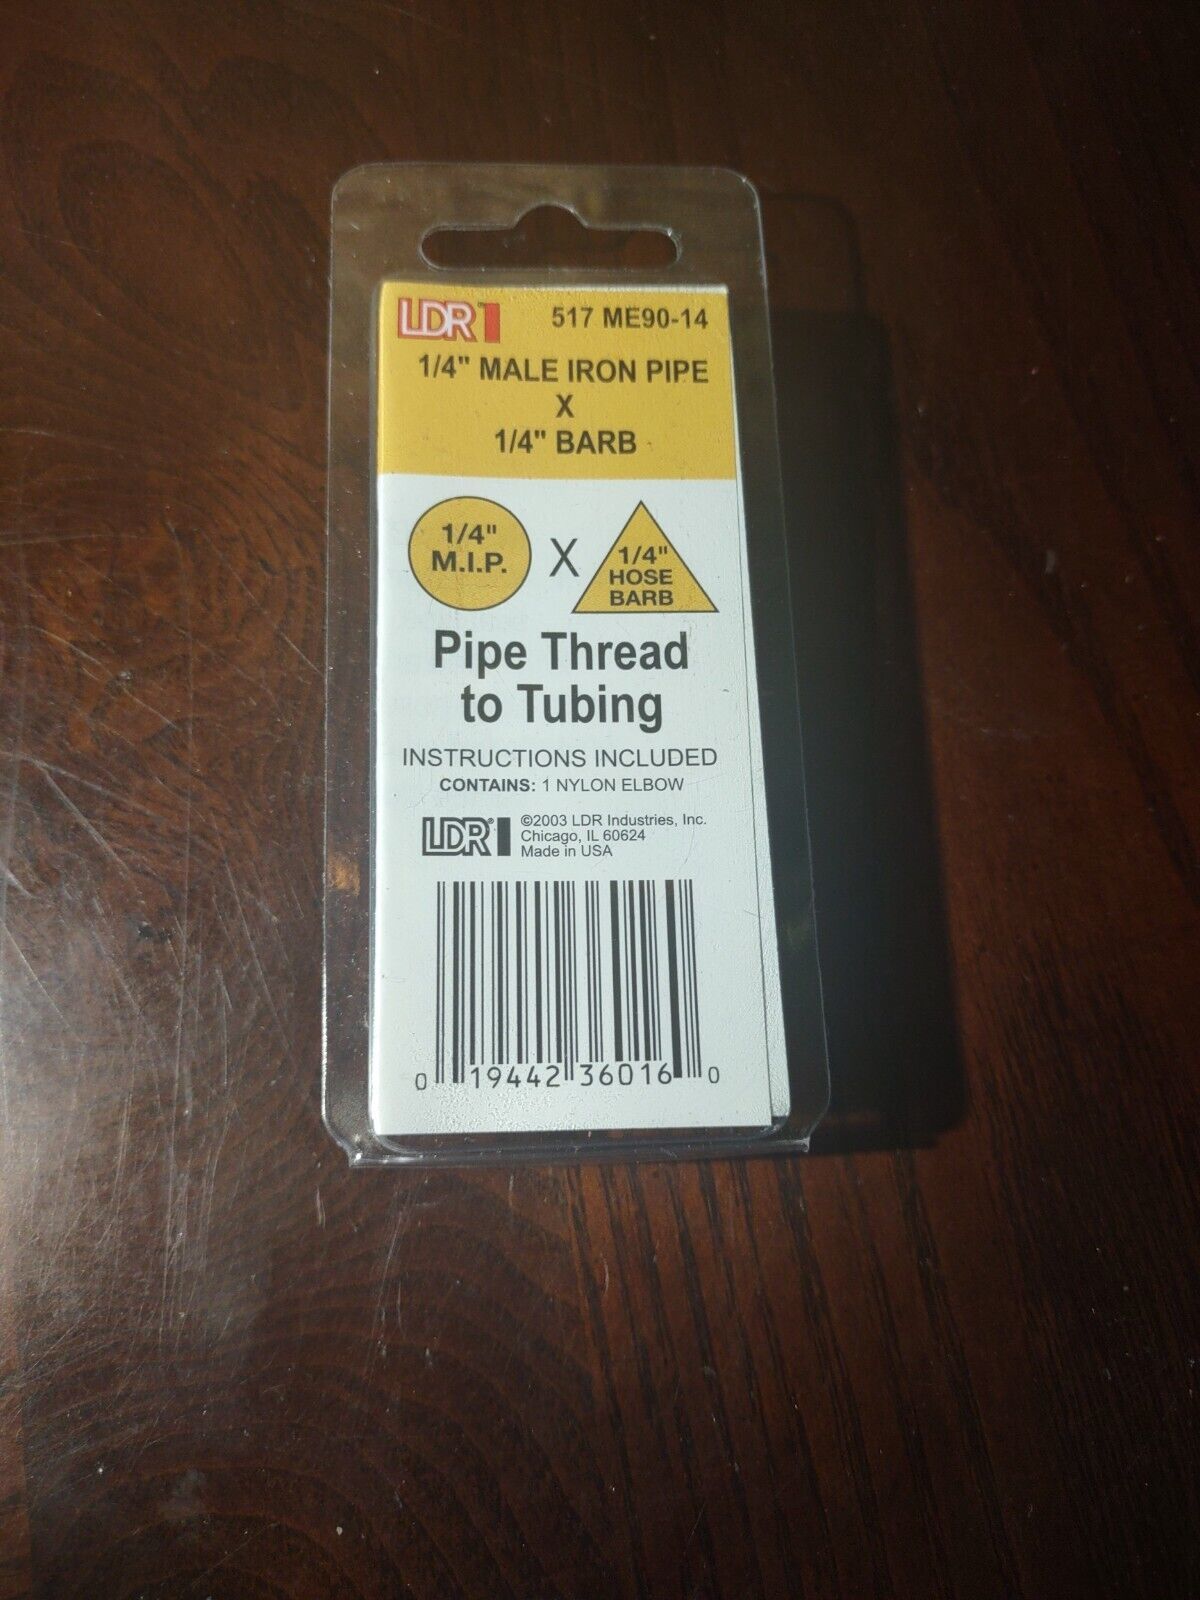 LDR® 517 ME90-14
1/4" MALE IRON PIPE
X
1/4" BARB
1/4"
M.I.P.
X
1/4"
HOSE
BARB
Pipe Thread
to Tubing
INSTRUCTIONS INCLUDED
CONTAINS: 1 NYLON ELBOW
LDR®
©2003 LDR Industries, Inc.
Chicago, IL 60624
Made in USA
0 19442 36016 0